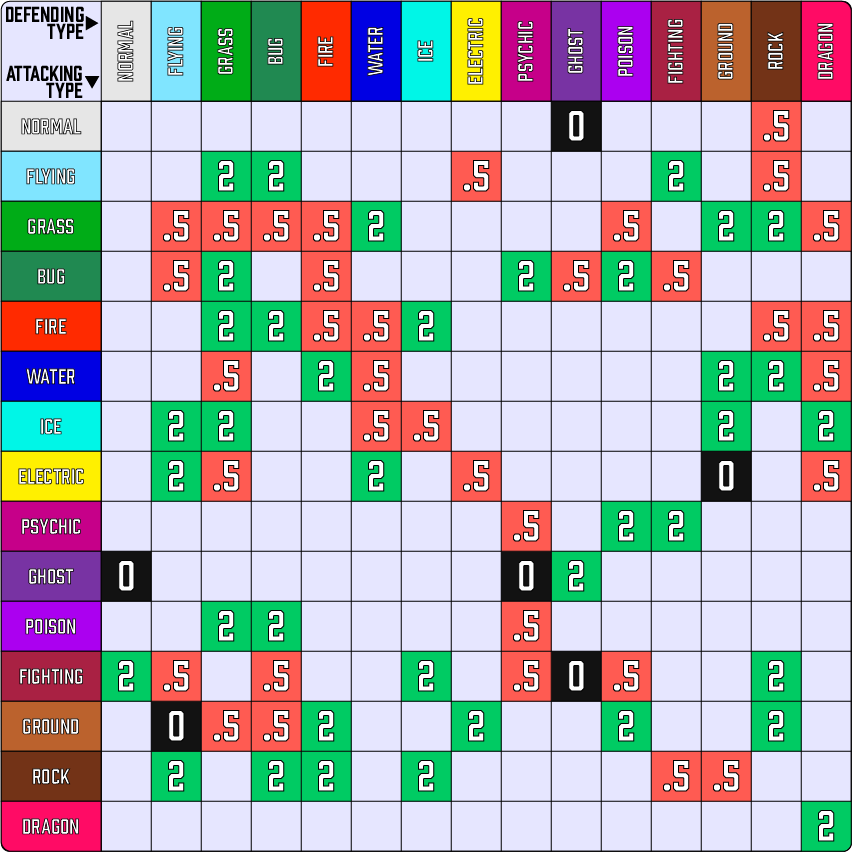 DEFENDING
TYPE
NORMAL FLYING GRASS BUG FIRE WATER ICE ELECTRIC PSYCHIC GHOST POISON FIGHTING GROUND ROCK DRAGON
ATTACKING
TYPE
NORMAL 0 .5
FLYING 2 2 .5 2 .5
GRASS .5 .5 .5 .5 2 .5 2 2 .5
BUG .5 2 .5 2 .5 2 .5
FIRE 2 2 .5 .5 2 .5 .5
WATER .5 2 .5 2 2 .5
ICE 2 2 .5 .5 2 2
ELECTRIC 2 .5 2 .5 0 .5
PSYCHIC .5 2 2
GHOST 0 0 2
POISON 2 2 .5
FIGHTING 2 .5 .5 2 .5 0 .5 2
GROUND 0 .5 .5 2 2 2 2
ROCK 2 2 2 2 .5 .5
DRAGON 2